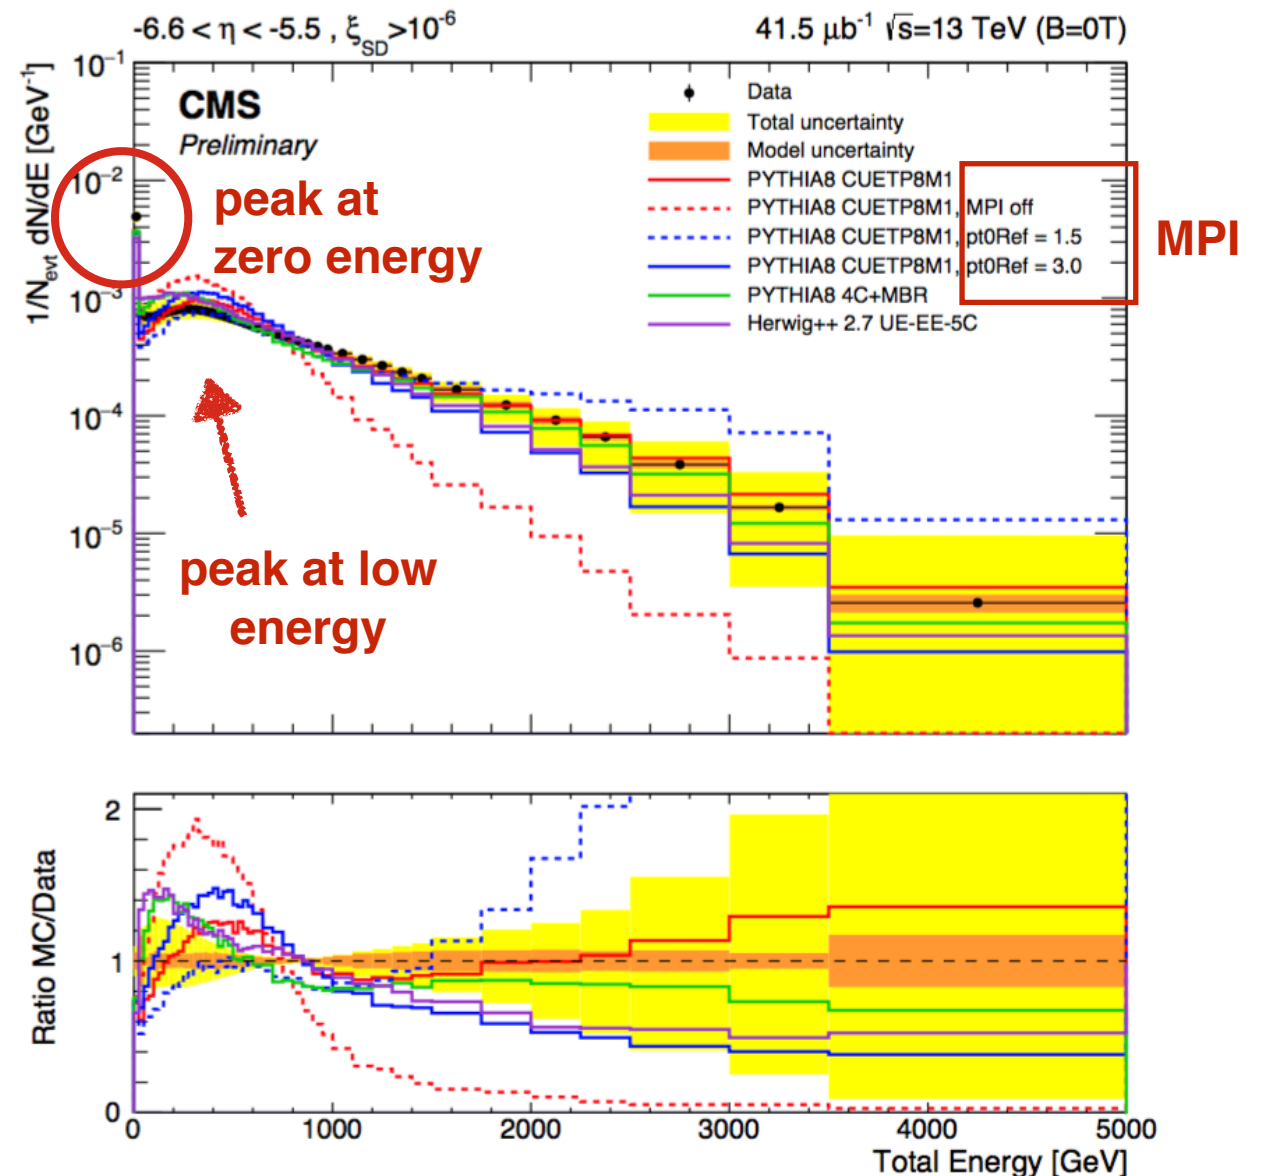 -6.6 < η < -5.5 , ξ_SD>10⁻⁶
41.5 μb⁻¹ √s=13 TeV (B=0T)
1/N_evt dN/dE [GeV⁻¹]
10⁻¹
10⁻²
10⁻³
10⁻⁴
10⁻⁵
10⁻⁶
CMS
Preliminary
Data
Total uncertainty
Model uncertainty
PYTHIA8 CUETP8M1
PYTHIA8 CUETP8M1, MPI off
PYTHIA8 CUETP8M1, pt0Ref = 1.5
PYTHIA8 CUETP8M1, pt0Ref = 3.0
PYTHIA8 4C+MBR
Herwig++ 2.7 UE-EE-5C
MPI
peak at
zero energy
peak at low
energy
Ratio MC/Data
2
1
0
0 1000 2000 3000 4000 5000
Total Energy [GeV]